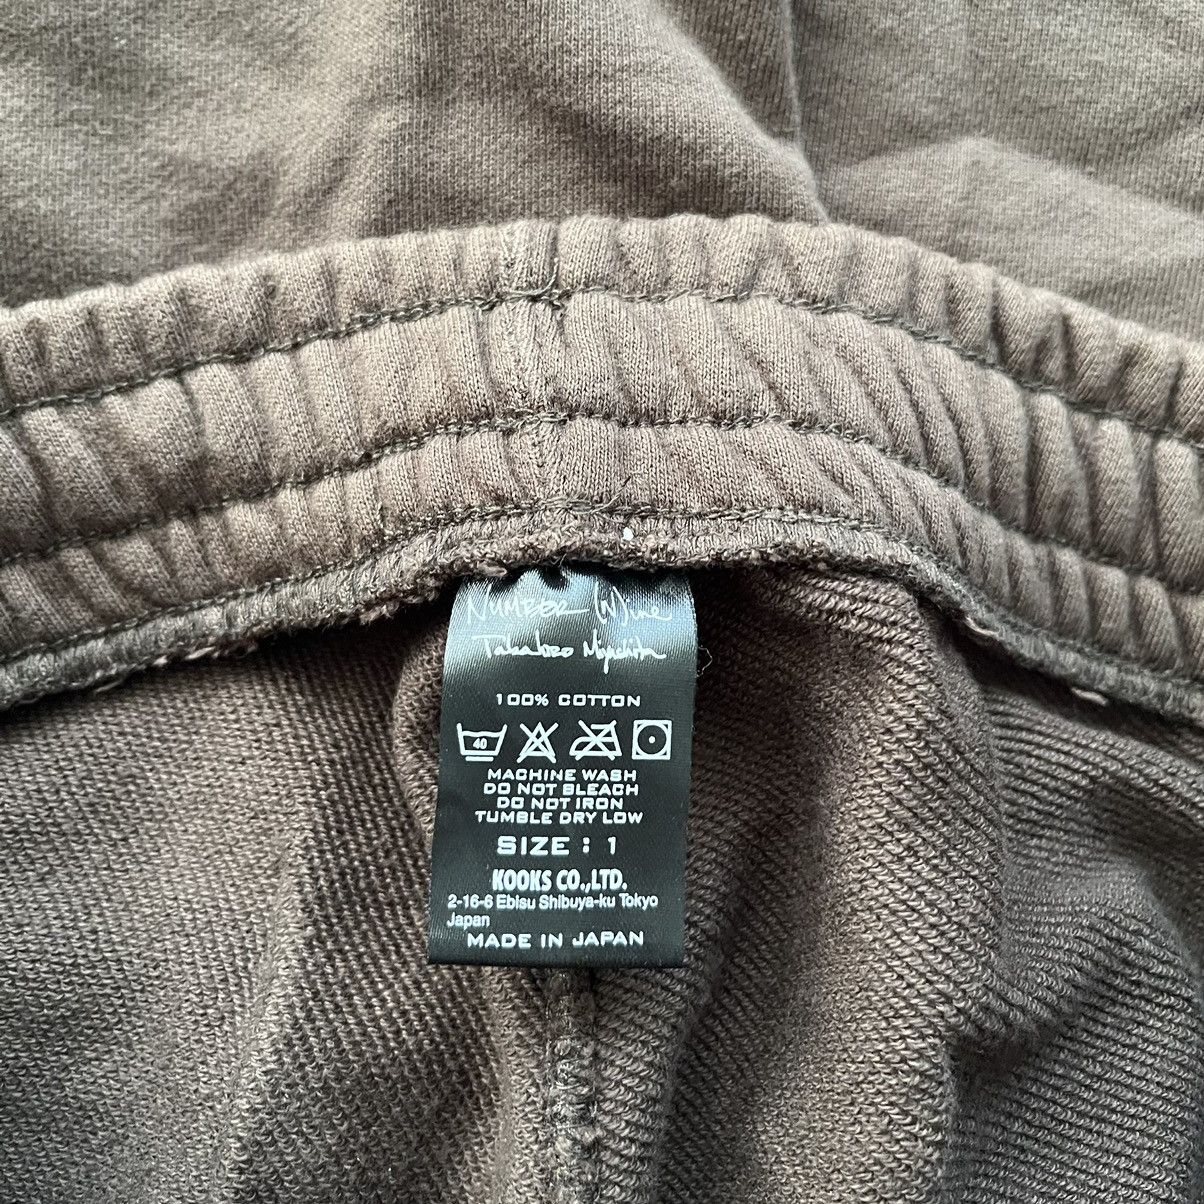 NUMBER (N)ine
Takahiro Miyashita
100% COTTON
40
MACHINE WASH
DO NOT BLEACH
DO NOT IRON
TUMBLE DRY LOW
SIZE : 1
KOOKS CO.,LTD.
2-16-6 Ebisu Shibuya-ku Tokyo
Japan
MADE IN JAPAN